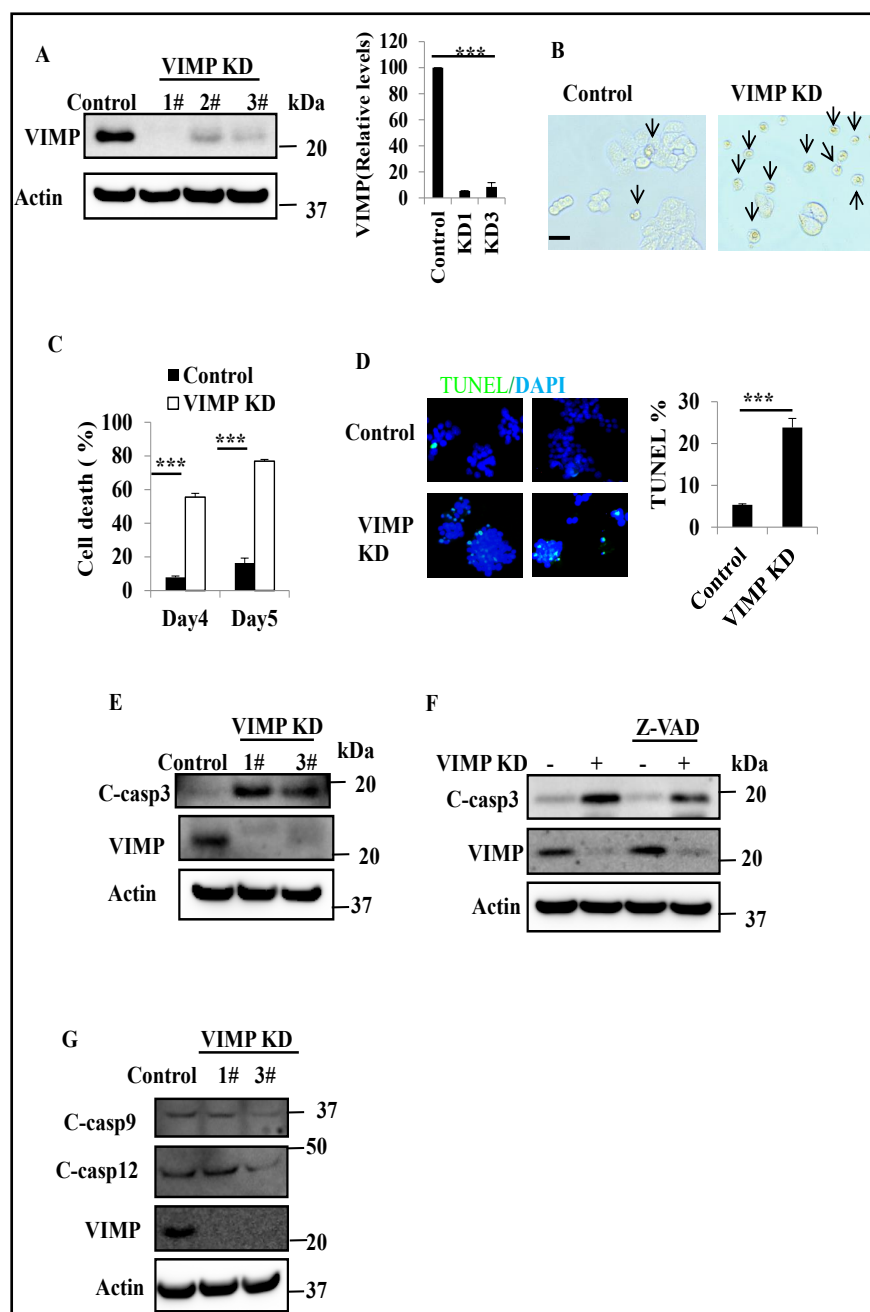 A
VIMP KD
Control 1# 2# 3# kDa
VIMP
20
Actin
37
VIMP(Relative levels)
120
100
80
60
40
20
0
***
Control
KD1
KD3
B
Control VIMP KD
C
Control
VIMP KD
Cell death ( %)
100
80
60
40
20
0
*** ***
Day4 Day5
D
TUNEL/DAPI
Control
VIMP
KD
TUNEL %
30
20
10
0
***
Control
VIMP KD
E
VIMP KD
Control 1# 3# kDa
C-casp3 20
VIMP
20
Actin
37
F
Z-VAD
VIMP KD - + - + kDa
C-casp3 20
VIMP 20
Actin
37
G
VIMP KD
Control 1# 3#
C-casp9 37
50
C-casp12
VIMP
20
Actin 37